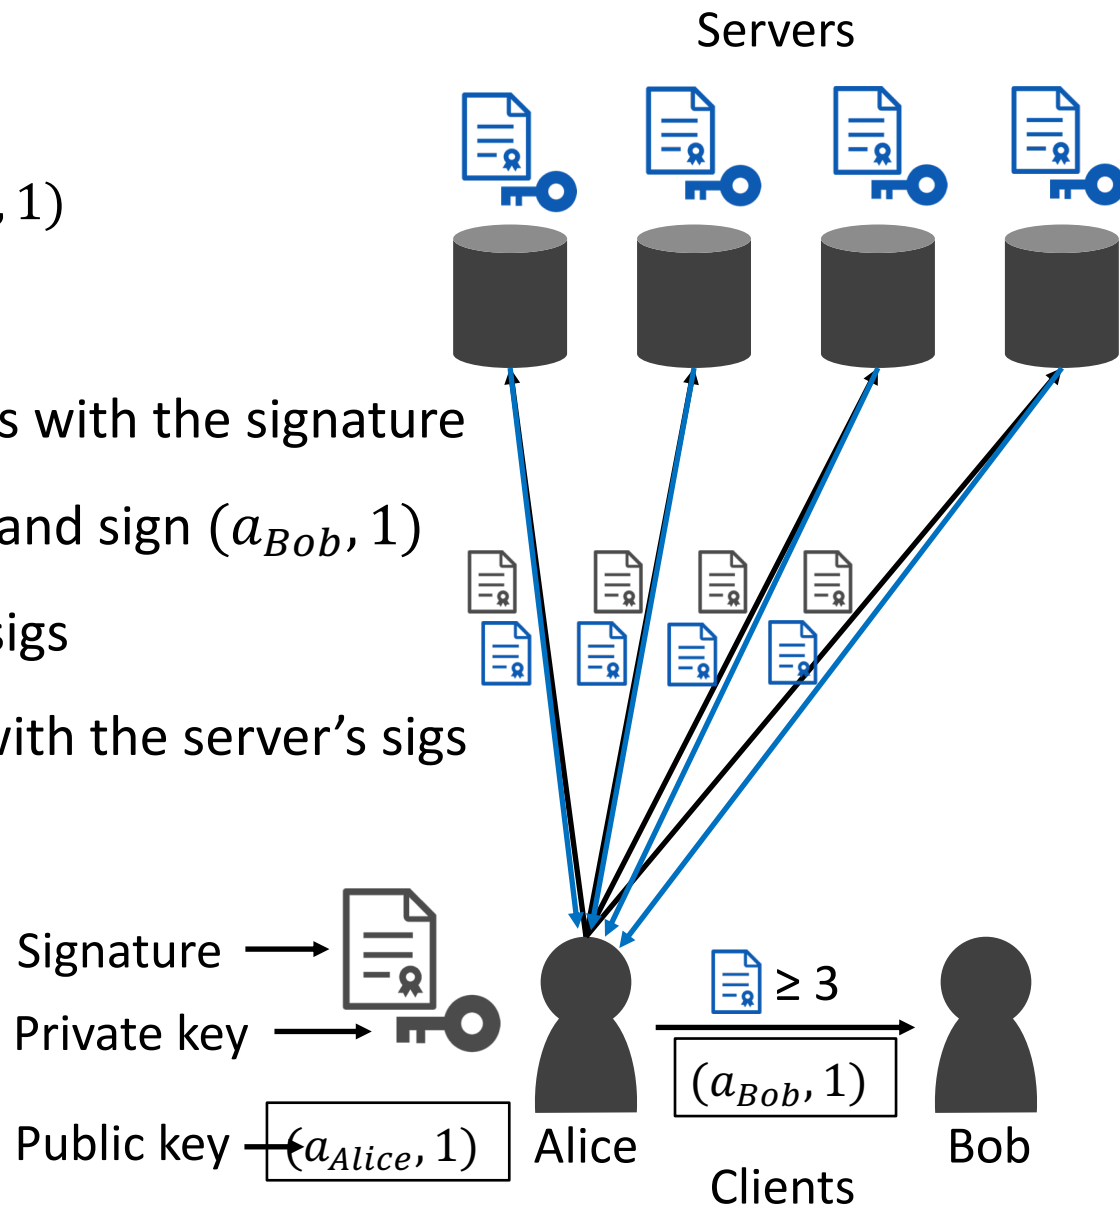 Servers
, 1)
s with the signature
and sign (a_Bob, 1)
sigs
with the server's sigs
Signature
Private key
Public key
(a_Alice, 1)
≥ 3
(a_Bob, 1)
Alice
Bob
Clients